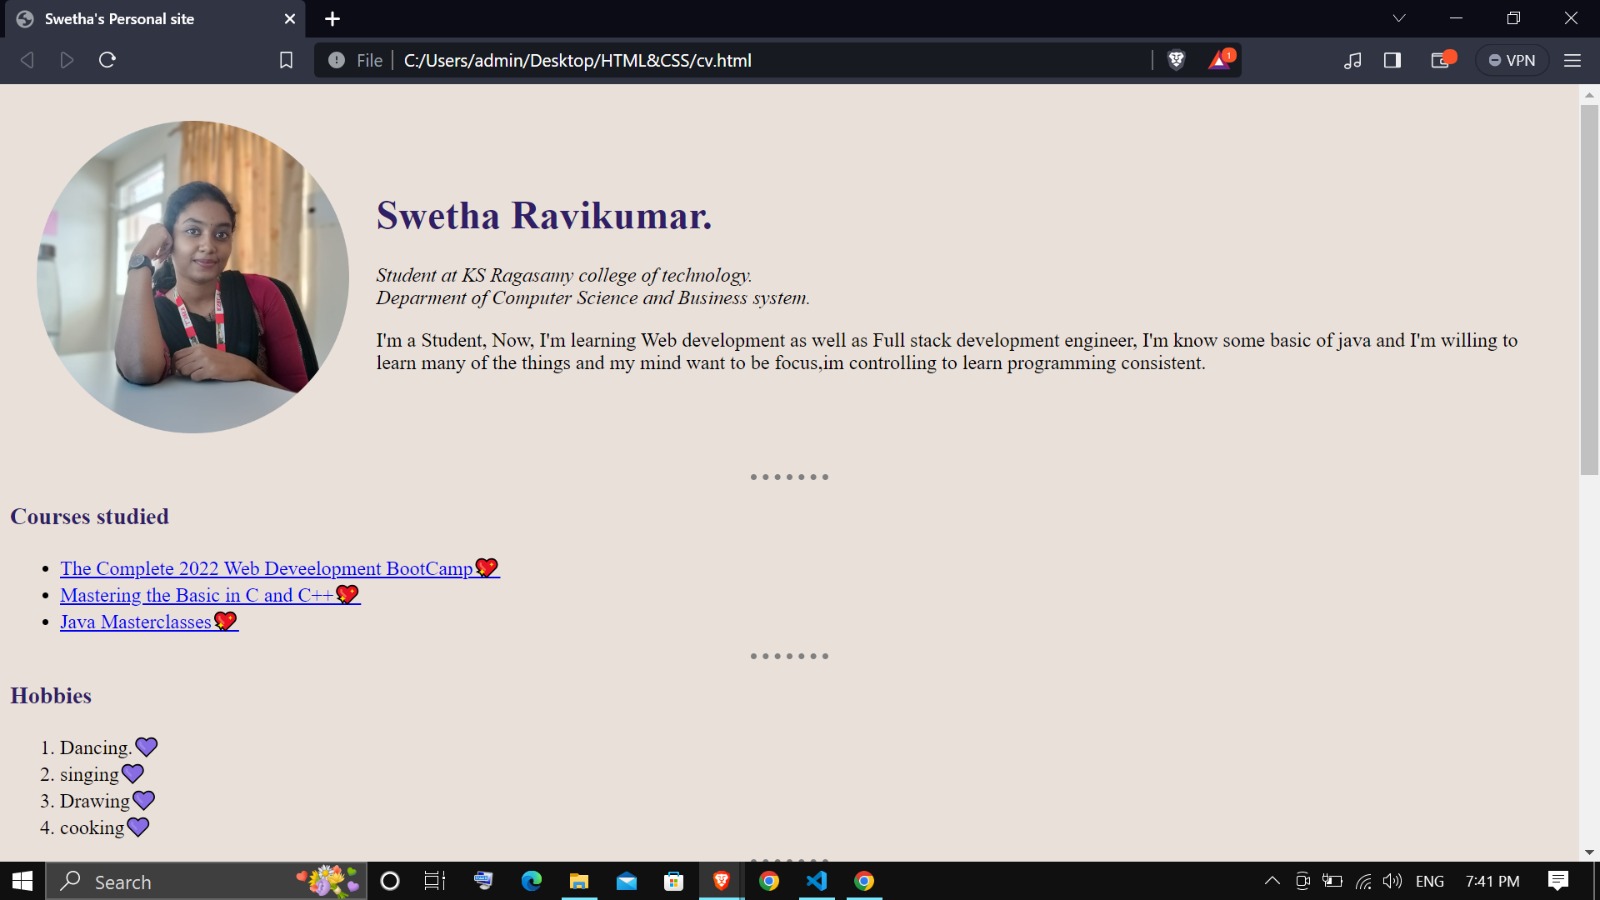 Swetha's Personal site
File
C:/Users/admin/Desktop/HTML&CSS/cv.html
1
VPN
Swetha Ravikumar.
Student at KS Ragasamy college of technology.
Deparment of Computer Science and Business system.
I'm a Student, Now, I'm learning Web development as well as Full stack development engineer, I'm know some basic of java and I'm willing to
learn many of the things and my mind want to be focus,im controlling to learn programming consistent.
Courses studied
The Complete 2022 Web Deveelopment BootCamp💖
Mastering the Basic in C and C++💖
Java Masterclasses💖
Hobbies
1. Dancing.💜
2. singing💜
3. Drawing💜
4. cooking💜
Search
ENG
7:41 PM